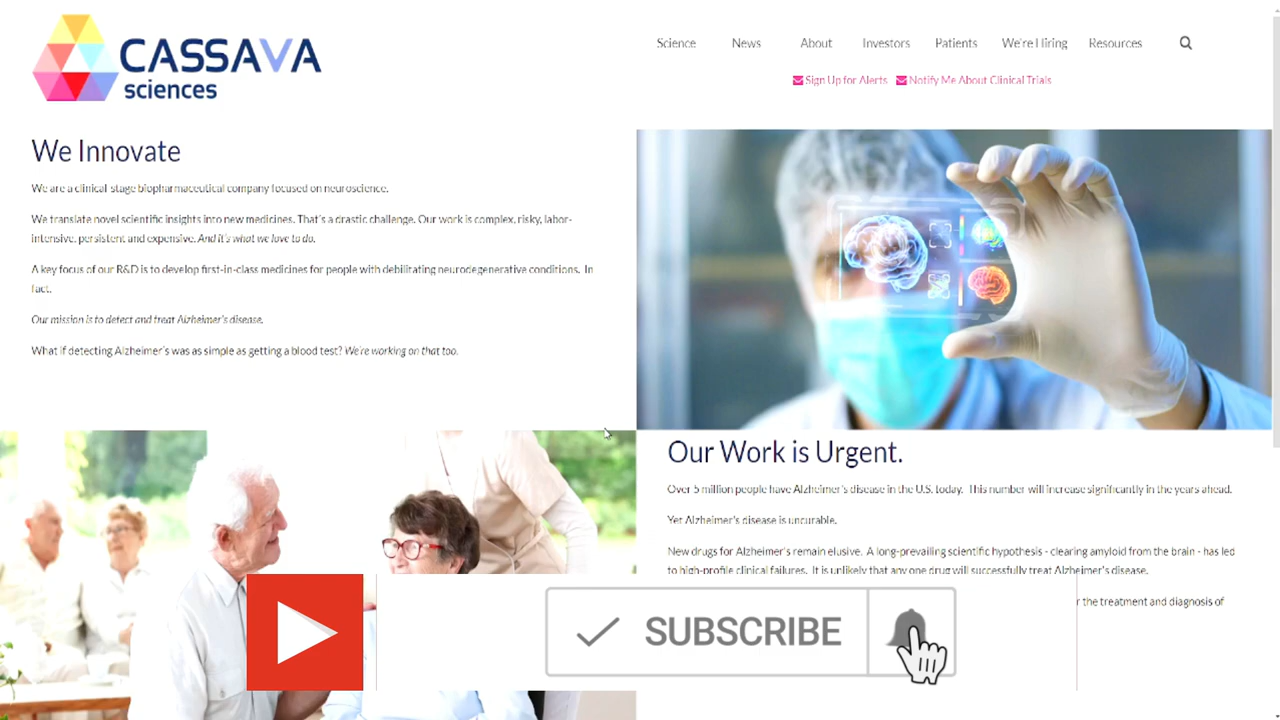 CASSAVA
sciences
Science News About Investors Patients We're Hiring Resources
Sign Up for Alerts Notify Me About Clinical Trials
We Innovate
We are a clinical-stage biopharmaceutical company focused on neuroscience.
We translate novel scientific insights into new medicines. That's a drastic challenge. Our work is complex, risky, labor-
intensive, persistent and expensive. And it's what we love to do.
A key focus of our R&D is to develop first-in-class medicines for people with debilitating neurodegenerative conditions. In
fact,
Our mission is to detect and treat Alzheimer's disease.
What if detecting Alzheimer's was as simple as getting a blood test? We're working on that too.
Our Work is Urgent.
Over 5 million people have Alzheimer's disease in the U.S. today. This number will increase significantly in the years ahead.
Yet Alzheimer's disease is uncurable.
New drugs for Alzheimer's remain elusive. A long-prevailing scientific hypothesis - clearing amyloid from the brain - has led
to high-profile clinical failures. It is unlikely that any one drug will successfully treat Alzheimer's disease.
r the treatment and diagnosis of
SUBSCRIBE